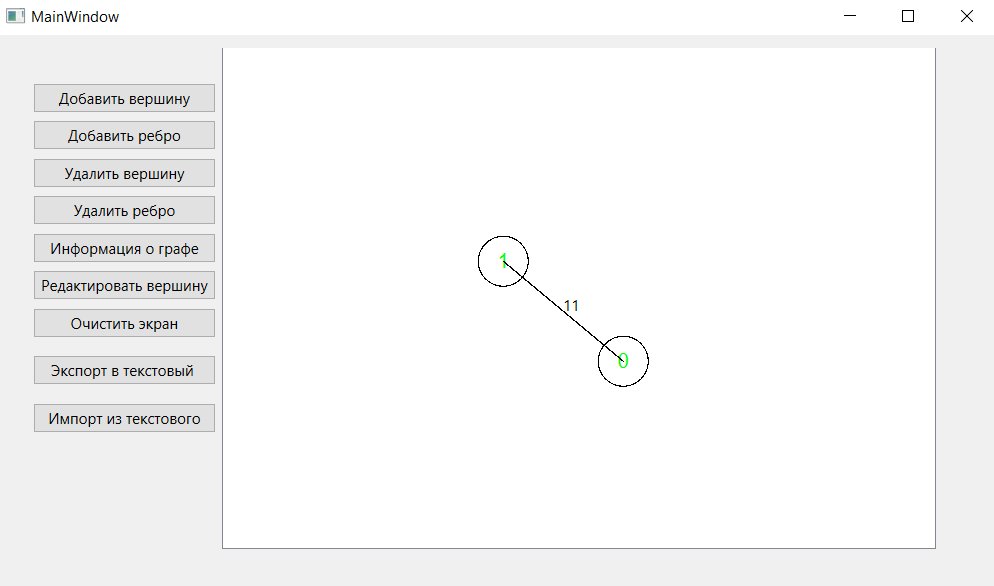 MainWindow
Добавить вершину
Добавить ребро
Удалить вершину
Удалить ребро
Информация о графе
Редактировать вершину
Очистить экран
Экспорт в текстовый
Импорт из текстового
1
11
0